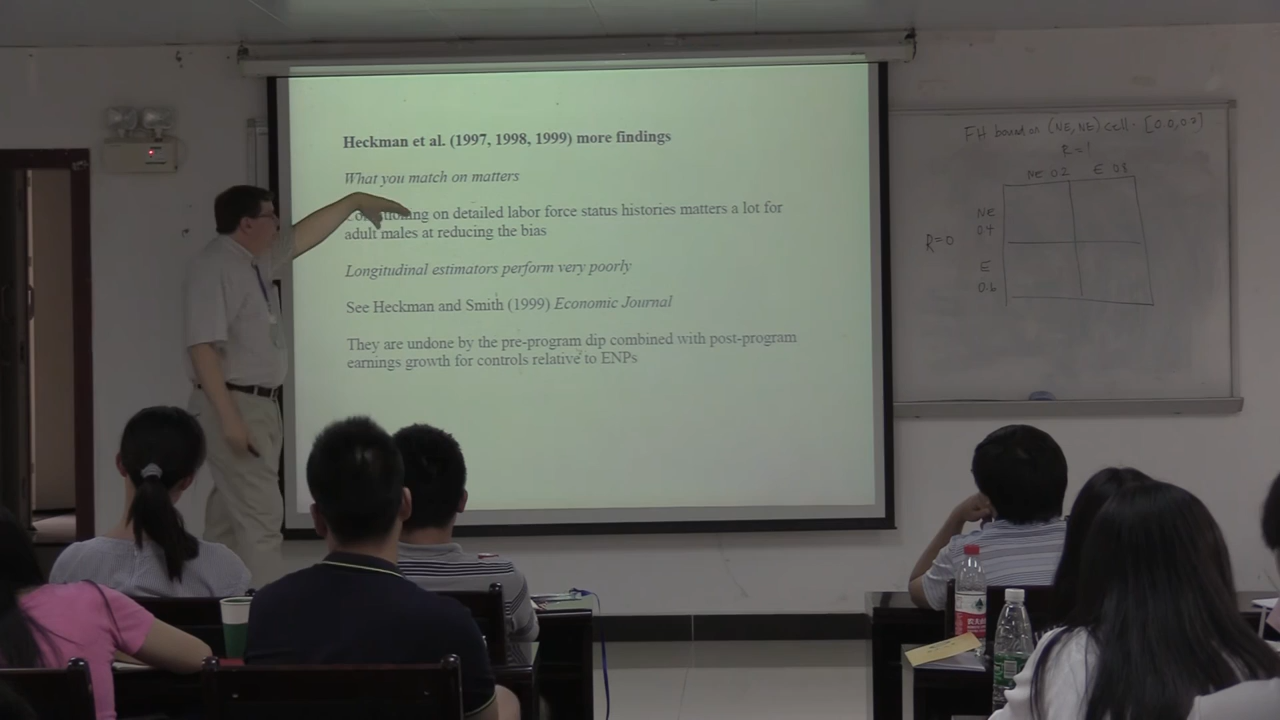 Heckman et al. (1997, 1998, 1999) more findings
What you match on matters
on detailed labor force status histories matters a lot for
adult males at reducing the bias
Longitudinal estimators perform very poorly
See Heckman and Smith (1999) Economic Journal
They are undone by the pre-program dip combined with post-program
earnings growth for controls relative to ENPs
FH based on (NE, NE) cell
R=1
NE 0.2 E 0.8
NE
R=0
E
0.6